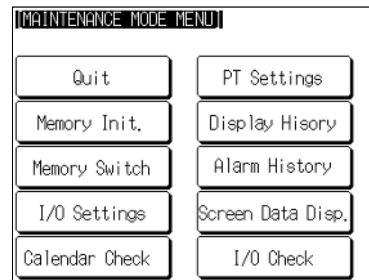 [MAINTENANCE MODE MENU]
Quit
PT Settings
Memory Init.
Display Hisory
Memory Switch
Alarm History
I/O Settings
Screen Data Disp.
Calendar Check
I/O Check